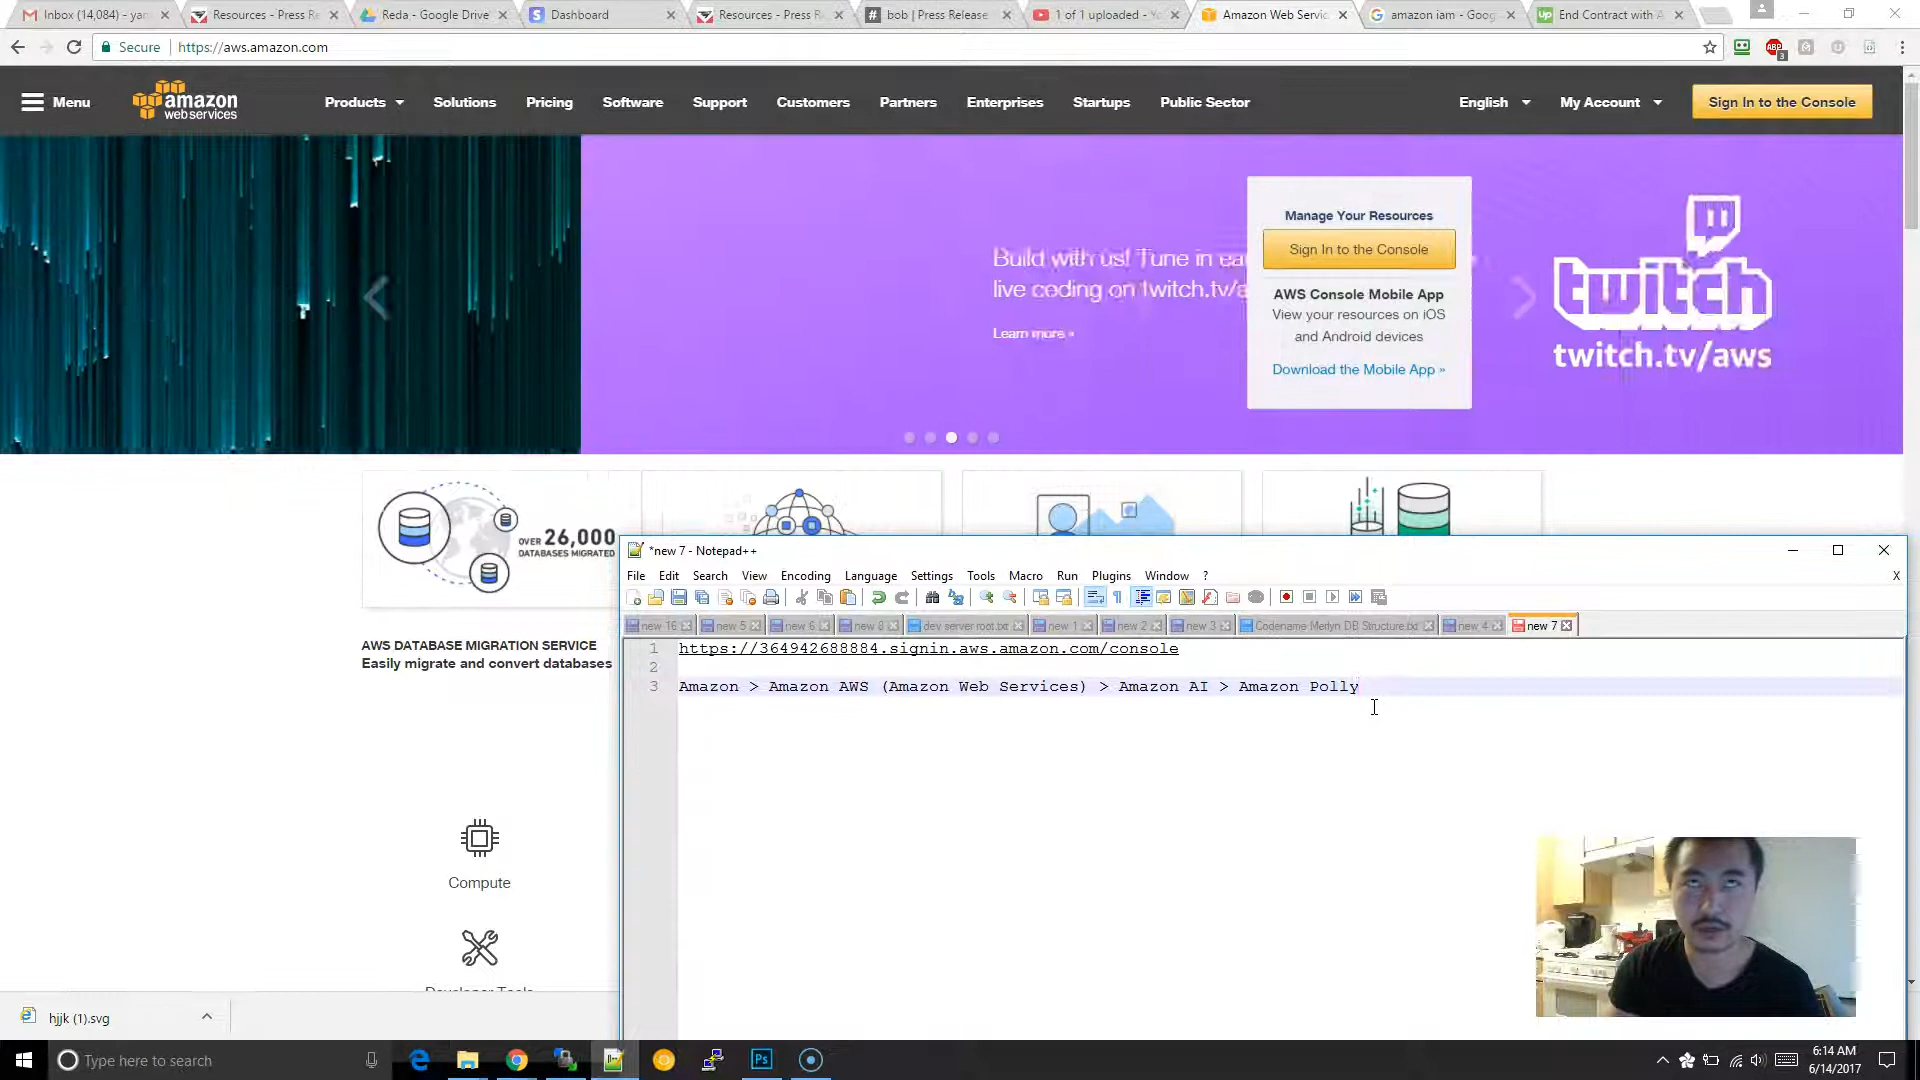 Inbox (14,084) - yan
Resources - Press Re
Reda - Google Drive
Dashboard
Resources - Press R
bob | Press Release
1 of 1 uploaded - Yo
Amazon Web Servic
amazon iam - Goog
End Contract with A
Secure | https://aws.amazon.com
ABP
3
Menu
amazon
web services
Products
Solutions
Pricing
Software
Support
Customers
Partners
Enterprises
Startups
Public Sector
English
My Account
Sign In to the Console
Build with us! Tune in ea
live coding on twitch.tv/a
Learn more »
Manage Your Resources
Sign In to the Console
AWS Console Mobile App
View your resources on iOS
and Android devices
Download the Mobile App »
twitch
twitch.tv/aws
OVER 26,000
DATABASES MIGRATED
AWS DATABASE MIGRATION SERVICE
Easily migrate and convert databases
Compute
Developer Tools
*new 7 - Notepad++
File Edit Search View Encoding Language Settings Tools Macro Run Plugins Window ?
X
new 16
new 5
new 6
new 8
dev server root.txt
new 1
new 2
new 3
Codename Merlyn DB Structure.txt
new 4
new 7
1 https://364942688884.signin.aws.amazon.com/console
2
3 Amazon > Amazon AWS (Amazon Web Services) > Amazon AI > Amazon Polly
hjjk (1).svg
Type here to search
Ps
6:14 AM
6/14/2017